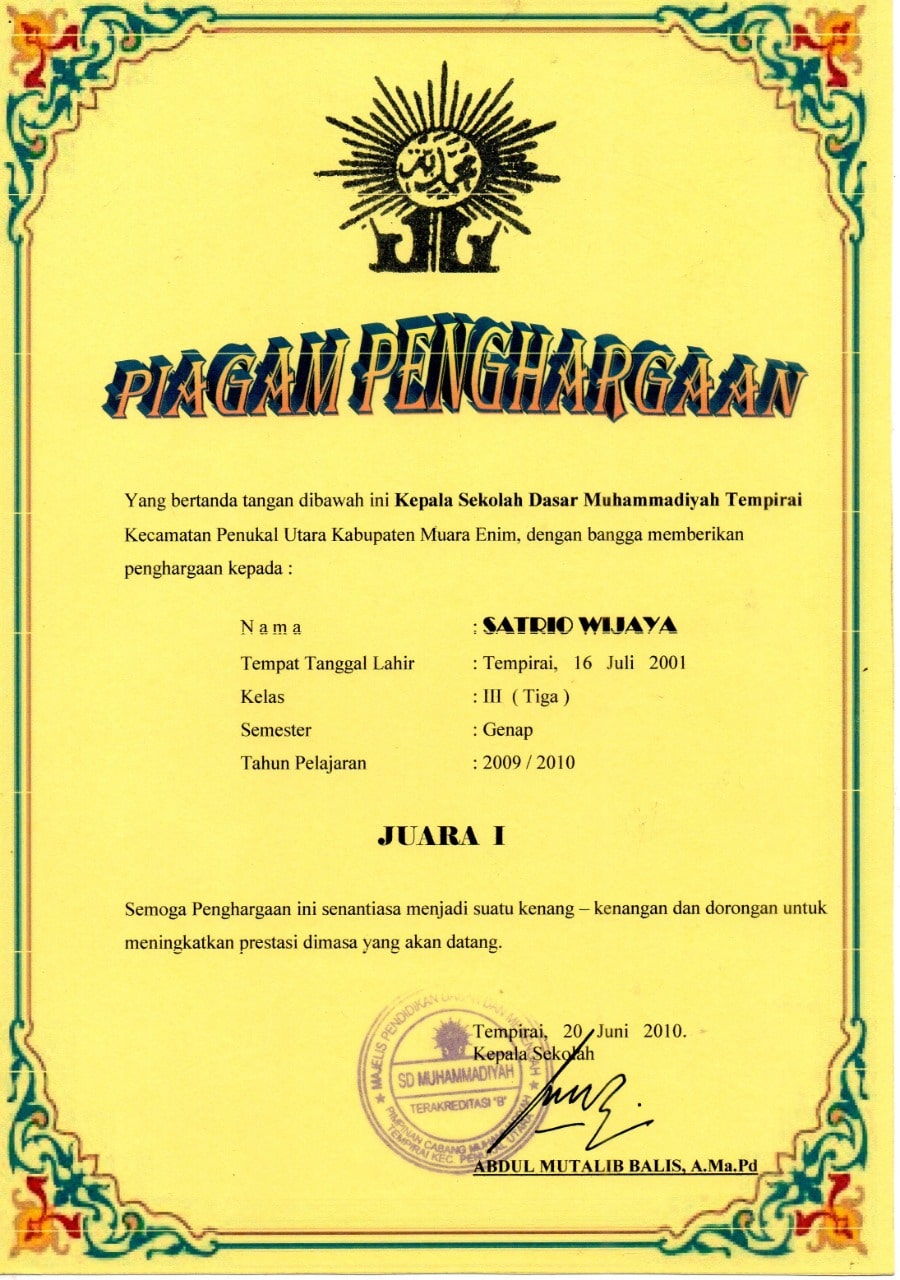 محمد الله
PIAGAM PENGHARGAAN
Yang bertanda tangan dibawah ini Kepala Sekolah Dasar Muhammadiyah Tempirai
Kecamatan Penukal Utara Kabupaten Muara Enim, dengan bangga memberikan
penghargaan kepada :
N a m a : SATRIO WIJAYA
Tempat Tanggal Lahir : Tempirai, 16 Juli 2001
Kelas : III ( Tiga )
Semester : Genap
Tahun Pelajaran : 2009 / 2010
JUARA I
Semoga Penghargaan ini senantiasa menjadi suatu kenang – kenangan dan dorongan untuk
meningkatkan prestasi dimasa yang akan datang.
Tempirai, 20 Juni 2010.
Kepala Sekolah
MAJELIS PENDIDIKAN DASAR DAN MENENGAH
SD MUHAMMADIYAH
TERAKREDITASI "B"
PIMPINAN CABANG MUHAMMADIYAH
TEMPIRAI KEC. PENUKAL UTARA
ABDUL MUTALIB BALIS, A.Ma.Pd